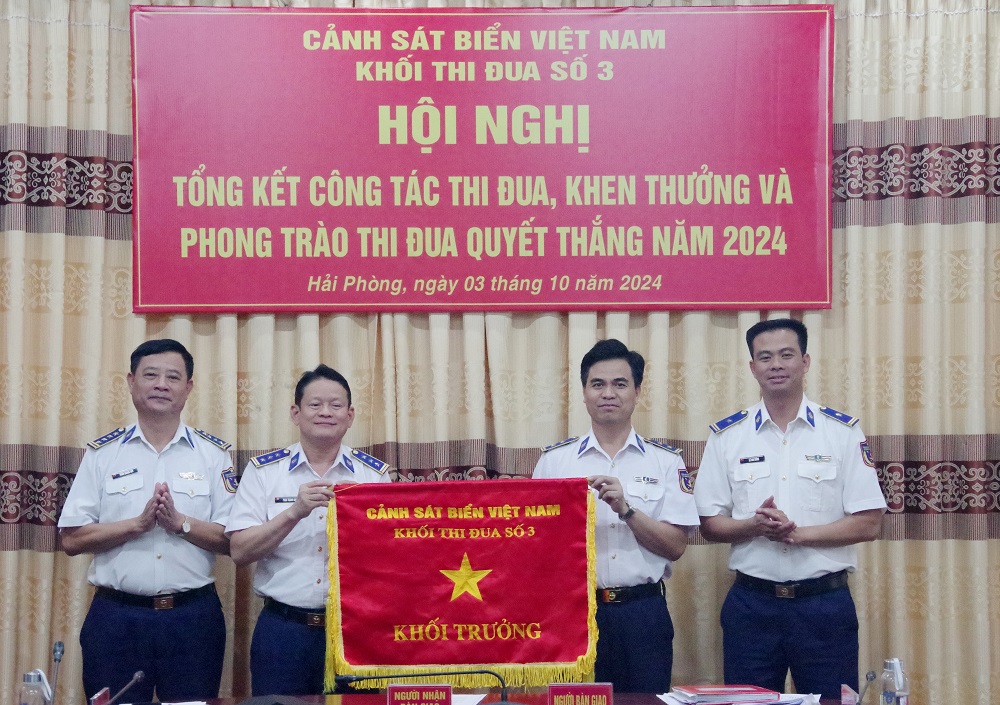 CẢNH SÁT BIỂN VIỆT NAM
KHỐI THI ĐUA SỐ 3
HỘI NGHỊ
TỔNG KẾT CÔNG TÁC THI ĐUA, KHEN THƯỞNG VÀ
PHONG TRÀO THI ĐUA QUYẾT THẮNG NĂM 2024
Hải Phòng, ngày 03 tháng 10 năm 2024
CẢNH SÁT BIỂN VIỆT NAM
KHỐI THI ĐUA SỐ 3
KHỐI TRƯỞNG
NGƯỜI NHẬN
BÀN GIAO
NGƯỜI BÀN GIAO